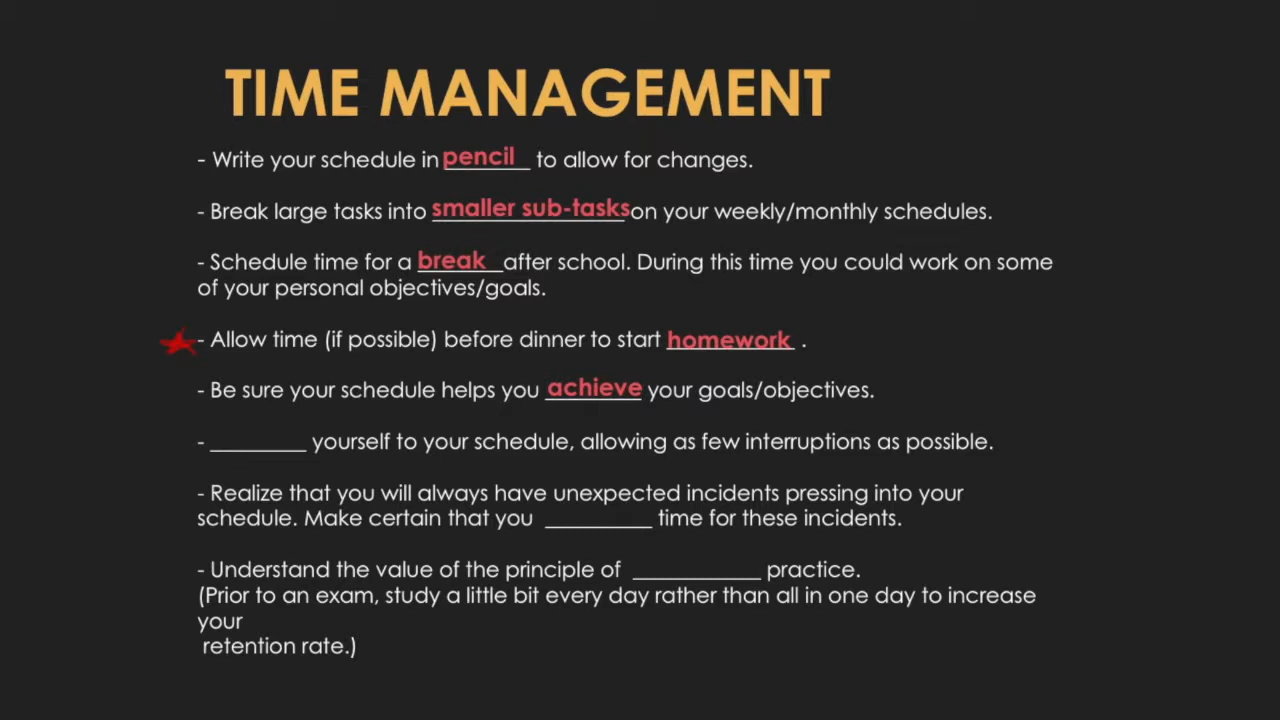 TIME MANAGEMENT
- Write your schedule in pencil to allow for changes.
- Break large tasks into smaller sub-tasks on your weekly/monthly schedules.
- Schedule time for a break after school. During this time you could work on some
of your personal objectives/goals.
- Allow time (if possible) before dinner to start homework .
- Be sure your schedule helps you achieve your goals/objectives.
- _________ yourself to your schedule, allowing as few interruptions as possible.
- Realize that you will always have unexpected incidents pressing into your
schedule. Make certain that you __________ time for these incidents.
- Understand the value of the principle of ____________ practice.
(Prior to an exam, study a little bit every day rather than all in one day to increase
your
retention rate.)